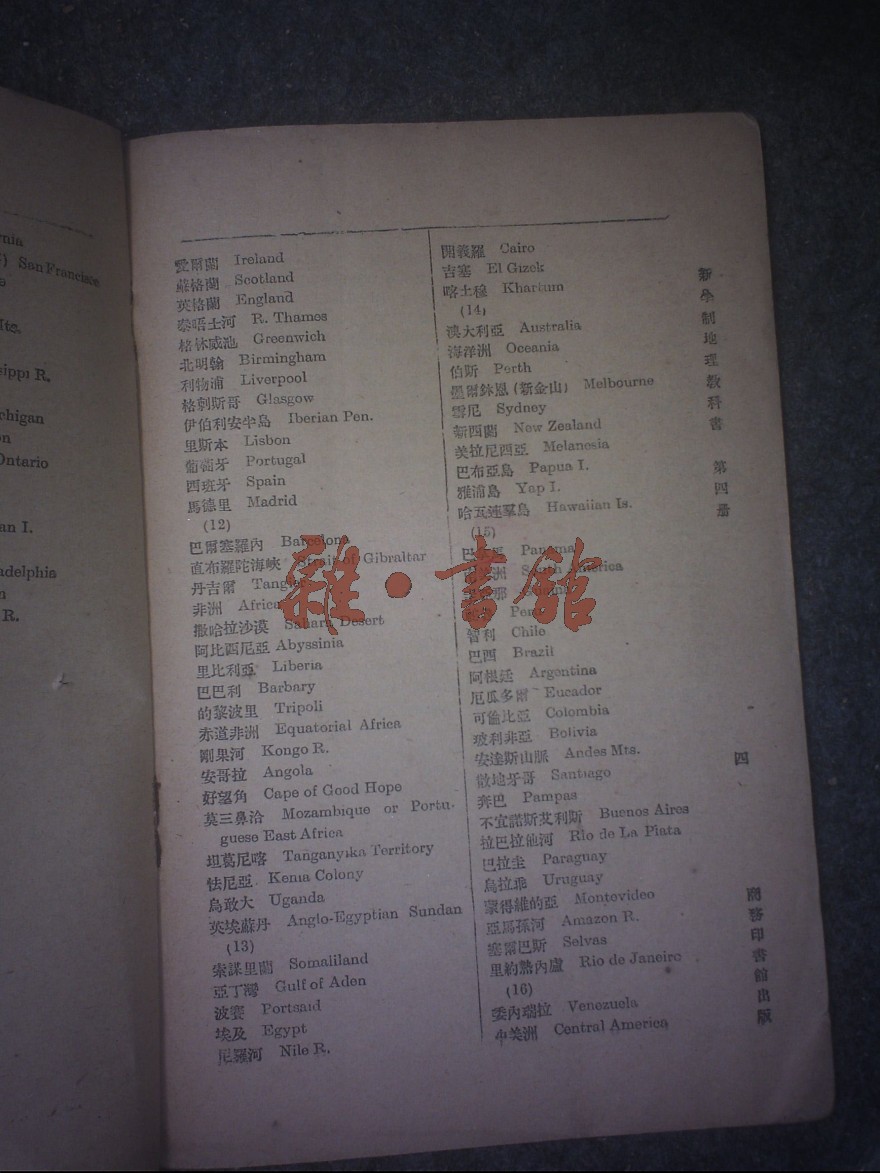 nia
San Francisco
Mts.
sippi R.
chigan
on
Ontario
an I.
adelphia
n
R.
愛爾蘭 Ireland
蘇格蘭 Scotland
英格蘭 England
泰晤士河 R. Thames
格林威池 Greenwich
北明翰 Birmingham
利物浦 Liverpool
格剌斯哥 Glasgow
伊伯利安半島 Iberian Pen.
里斯本 Lisbon
葡萄牙 Portugal
西班牙 Spain
馬德里 Madrid
(12)
巴爾塞羅內 Barcelona
直布羅陀海峽 Strait of Gibraltar
丹吉爾 Tangier
非洲 Africa
撒哈拉沙漠 Sahara Desert
阿比西尼亞 Abyssinia
里比利亞 Liberia
巴巴利 Barbary
的黎波里 Tripoli
赤道非洲 Equatorial Africa
剛果河 Kongo R.
安哥拉 Angola
好望角 Cape of Good Hope
莫三鼻洽 Mozambique or Portu-
guese East Africa
坦葛尼喀 Tanganyika Territory
怯尼亞 Kenia Colony
烏敢大 Uganda
英埃蘇丹 Anglo-Egyptian Sundan
(13)
索謀里蘭 Somaliland
亞丁灣 Gulf of Aden
波賽 Portsaid
埃及 Egypt
尼羅河 Nile R.
開義羅 Cairo
吉塞 El Gizek
喀土穆 Khartum
(14)
澳大利亞 Australia
海洋洲 Oceania
伯斯 Perth
墨爾鉢恩(新金山) Melbourne
雪尼 Sydney
新西蘭 New Zealand
美拉尼西亞 Melanesia
巴布亞島 Papua I.
雅浦島 Yap I.
哈瓦逹羣島 Hawaiian Is.
(15)
Panama
洲 South America
那
Per
智利 Chile
巴西 Brazil
阿根廷 Argentina
厄瓜多爾 Eucador
可倫比亞 Colombia
玻利非亞 Bolivia
安達斯山脈 Andes Mts.
散地牙哥 Santiago
奔巴 Pampas
不宜諾斯艾利斯 Buenos Aires
拉巴拉他河 Rio de La Plata
巴拉圭 Paraguay
烏拉乖 Uruguay
蒙得維的亞 Montovideo
亞馬孫河 Amazon R.
塞爾巴斯 Selvas
里約熱內盧 Rio de Janeiro
(16)
委內瑞拉 Venezuela
中美洲 Central America
新學制地理教科書 第四册
四
商務印書館出版
雜·書館